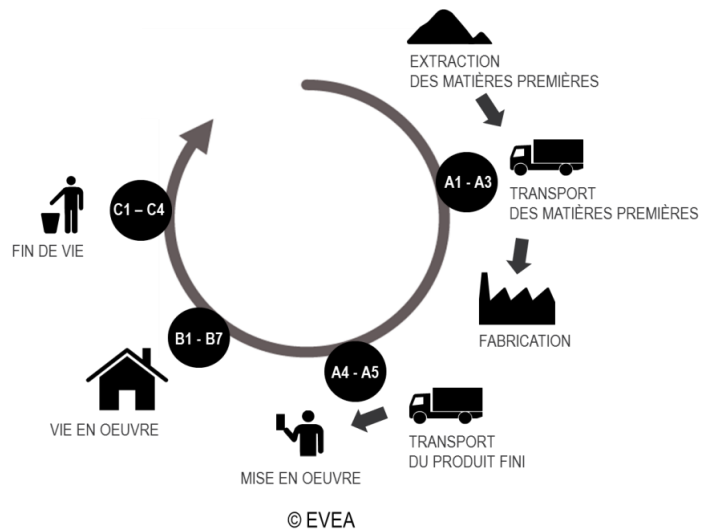 EXTRACTION
DES MATIÈRES PREMIÈRES
A1 - A3
TRANSPORT
DES MATIÈRES PREMIÈRES
FABRICATION
A4 - A5
TRANSPORT
DU PRODUIT FINI
MISE EN OEUVRE
B1 - B7
VIE EN OEUVRE
C1 – C4
FIN DE VIE
© EVEA